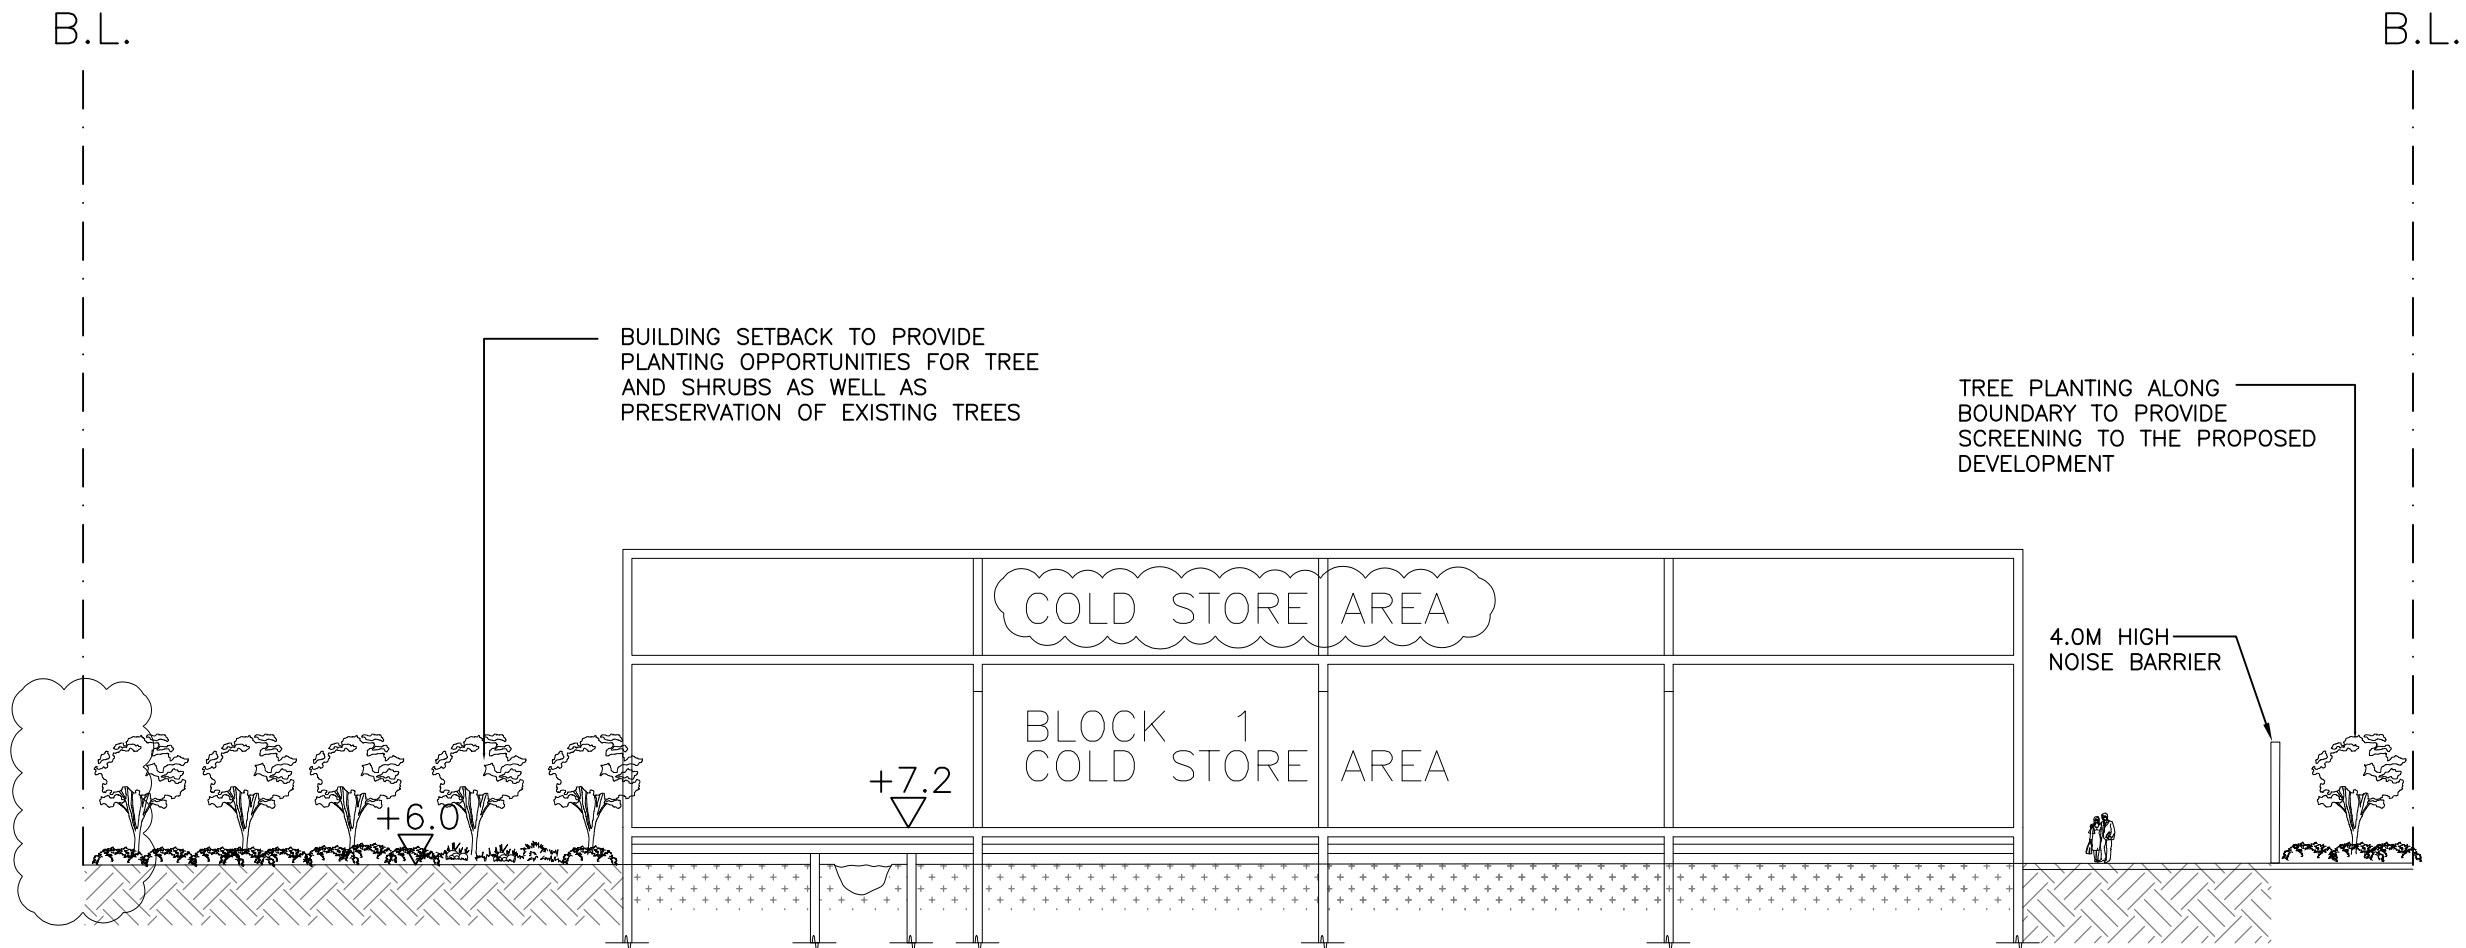 B.L.
B.L.
BUILDING SETBACK TO PROVIDE
PLANTING OPPORTUNITIES FOR TREE
AND SHRUBS AS WELL AS
PRESERVATION OF EXISTING TREES
TREE PLANTING ALONG
BOUNDARY TO PROVIDE
SCREENING TO THE PROPOSED
DEVELOPMENT
COLD STORE AREA
4.0M HIGH
NOISE BARRIER
BLOCK 1
COLD STORE AREA
+7.2
+6.0